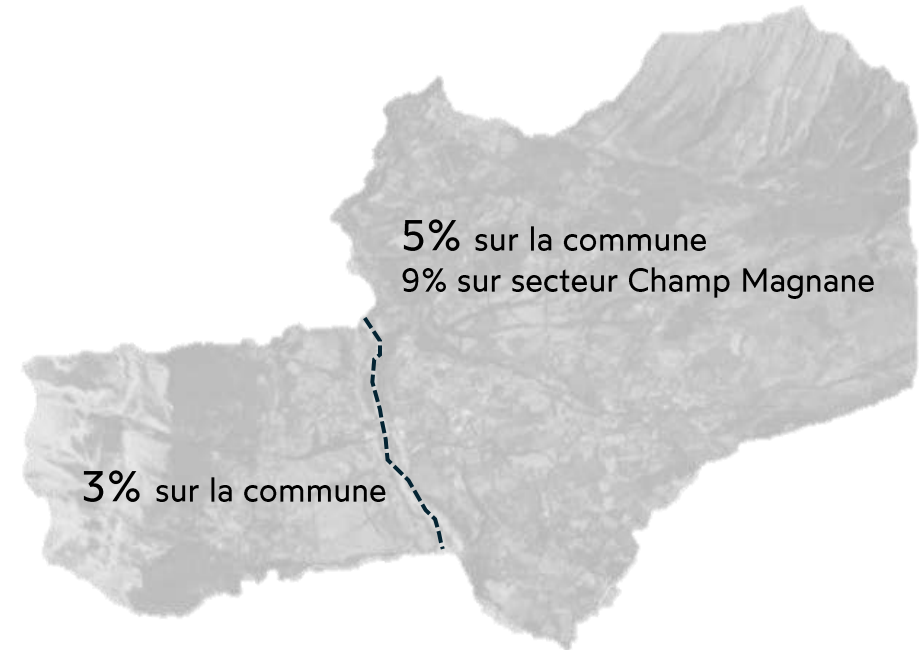 5% sur la commune
9% sur secteur Champ Magnane
3% sur la commune